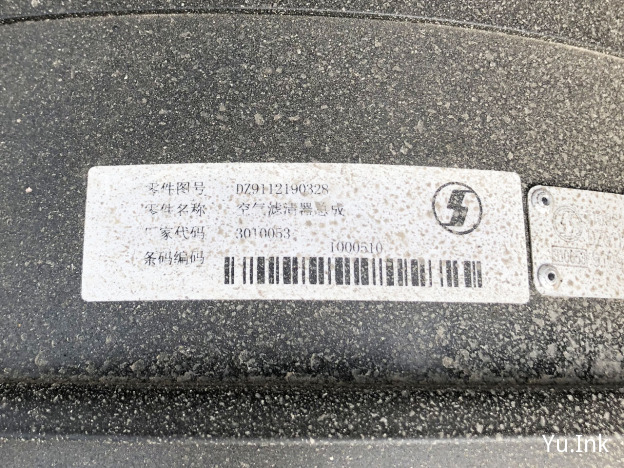 零件图号 DZ9112190328
零件名称 空气滤清器总成
厂家代码 3010053
条码编码 1000510
Yu.Ink